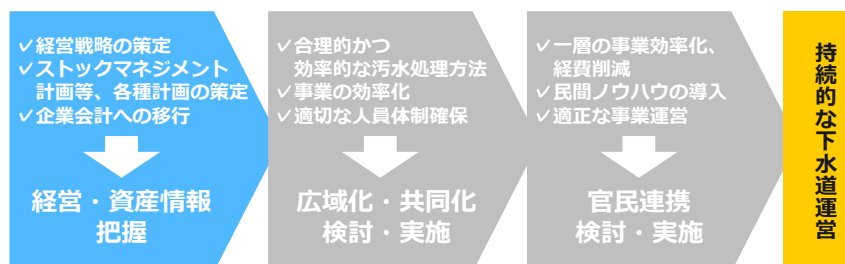 ✓経営戦略の策定
✓ストックマネジメント
計画等、各種計画の策定
✓企業会計への移行
経営・資産情報
把握
✓合理的かつ
効率的な汚水処理方法
✓事業の効率化
✓適切な人員体制確保
広域化・共同化
検討・実施
✓一層の事業効率化、
経費削減
✓民間ノウハウの導入
✓適正な事業運営
官民連携
検討・実施
持続的な下水道運営